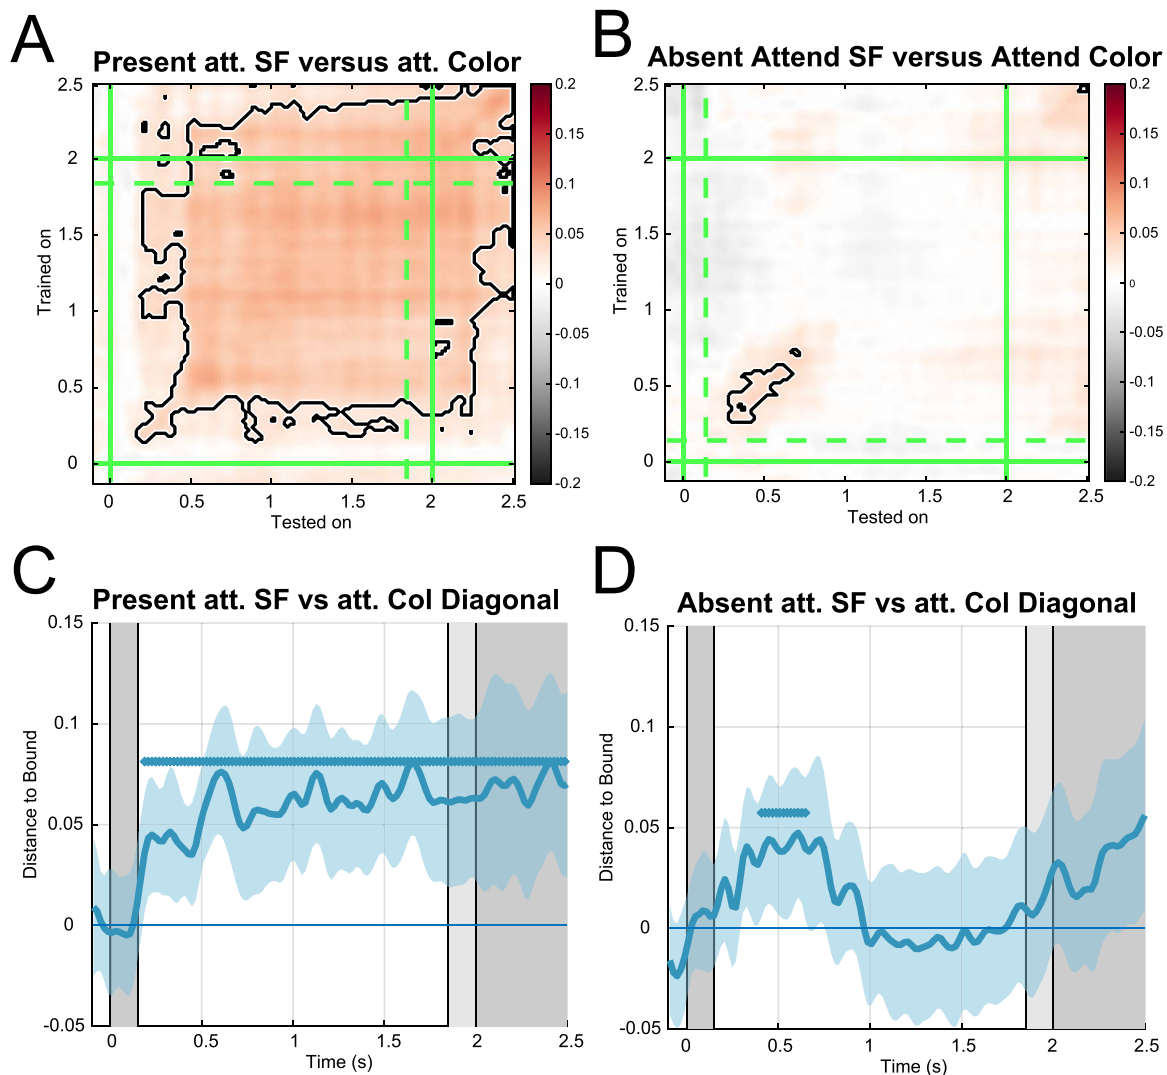 A
Present att. SF versus att. Color
Trained on
2.5
2
1.5
1
0.5
0
0 0.5 1 1.5 2 2.5
Tested on
0.2
0.15
0.1
0.05
0
-0.05
-0.1
-0.15
-0.2
B
Absent Attend SF versus Attend Color
Trained on
2.5
2
1.5
1
0.5
0
0 0.5 1 1.5 2 2.5
Tested on
0.2
0.15
0.1
0.05
0
-0.05
-0.1
-0.15
-0.2
C
Present att. SF vs att. Col Diagonal
Distance to Bound
0.15
0.1
0.05
0
-0.05
0 0.5 1 1.5 2 2.5
Time (s)
D
Absent att. SF vs att. Col Diagonal
Distance to Bound
0.15
0.1
0.05
0
-0.05
0 0.5 1 1.5 2 2.5
Time (s)